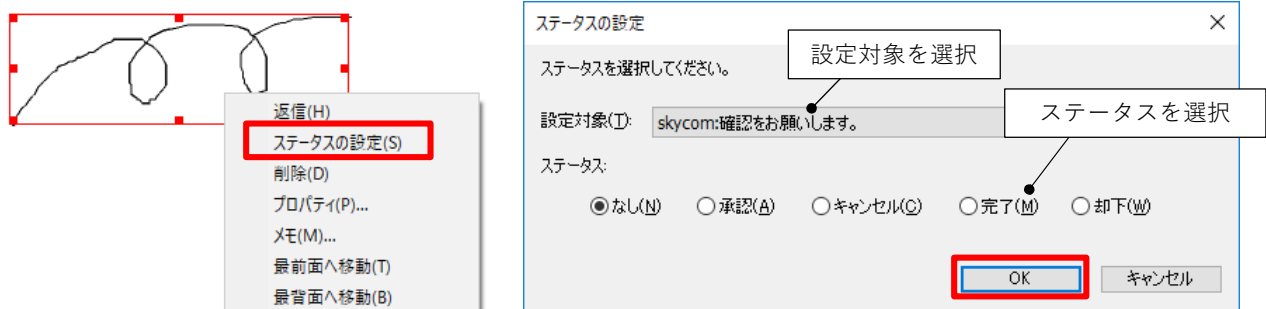 返信(H)
ステータスの設定(S)
削除(D)
プロパティ(P)...
メモ(M)...
最前面へ移動(T)
最背面へ移動(B)
ステータスの設定
ステータスを選択してください。
設定対象を選択
設定対象(T):
skycom:確認をお願いします。
ステータスを選択
ステータス:
なし(N) 承認(A) キャンセル(C) 完了(M) 却下(W)
OK キャンセル